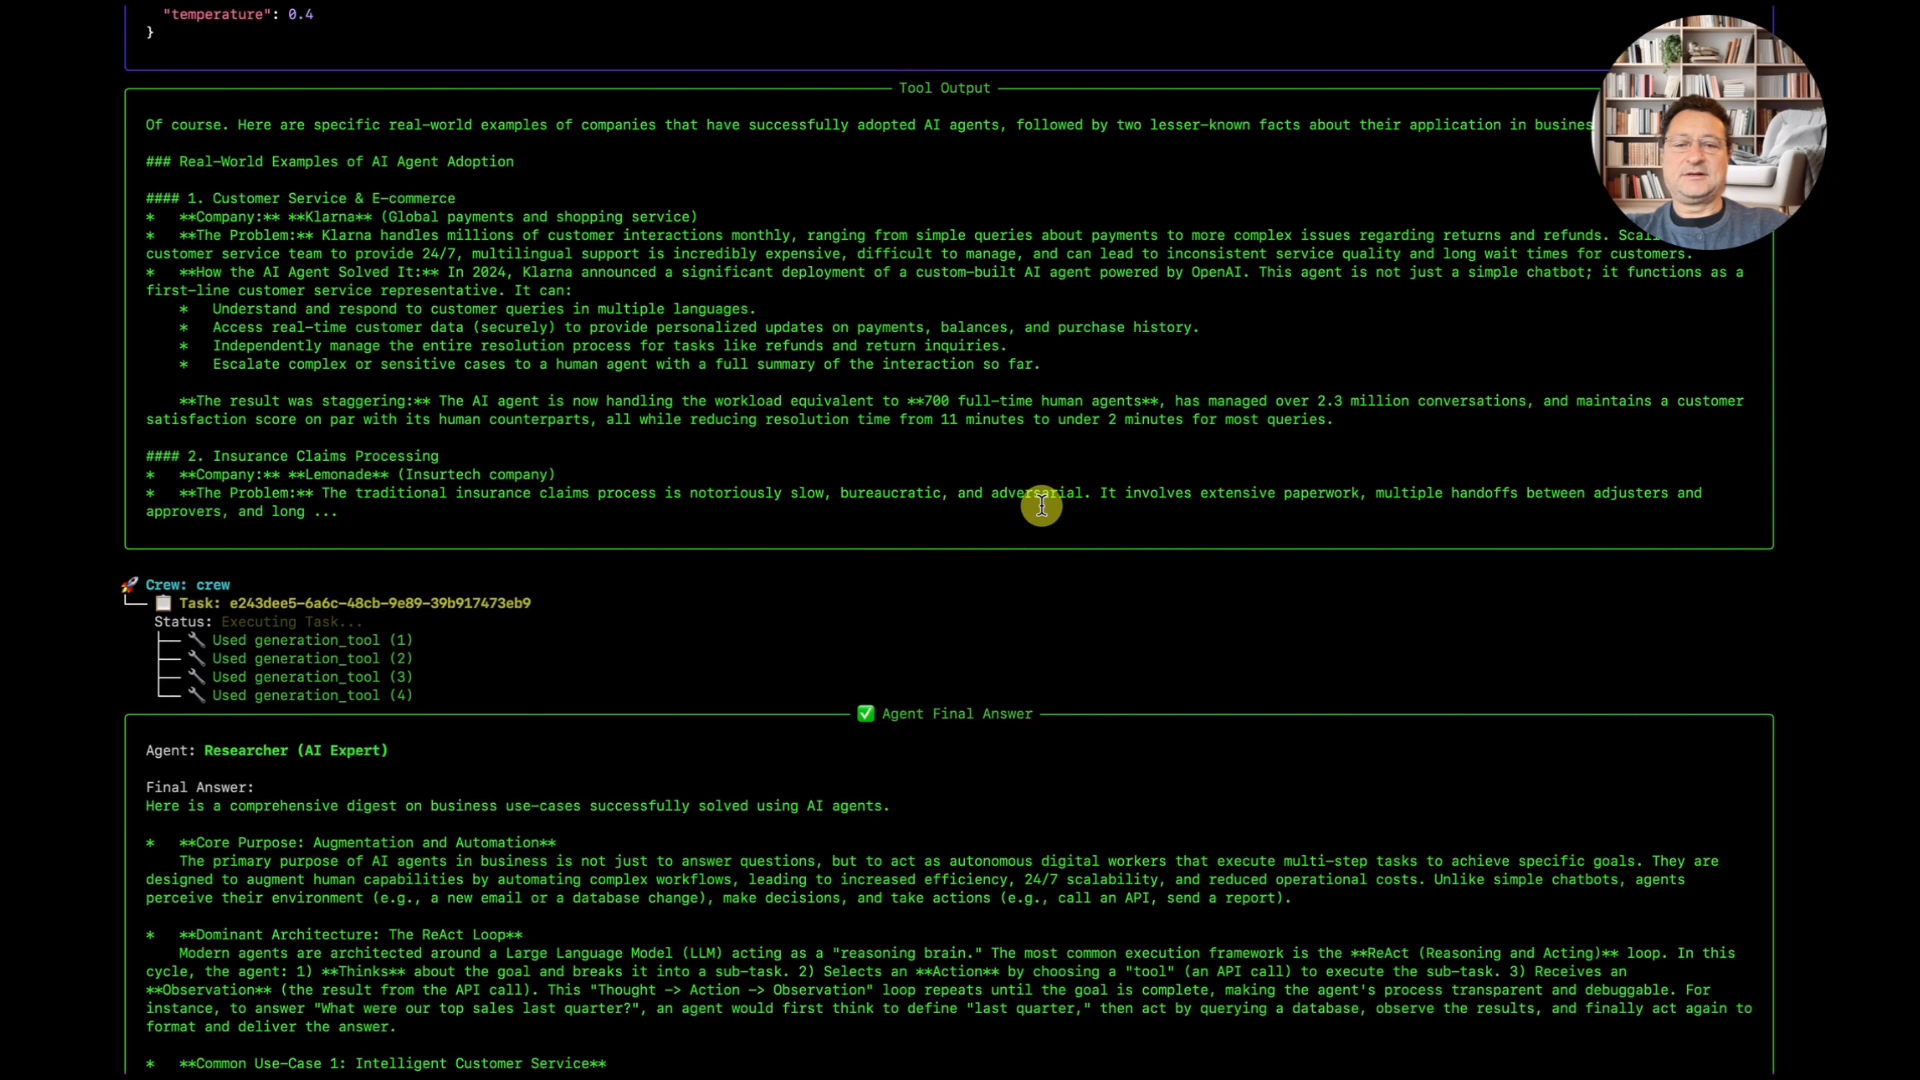 "temperature": 0.4
}
Tool Output
Of course. Here are specific real-world examples of companies that have successfully adopted AI agents, followed by two lesser-known facts about their application in
### Real-World Examples of AI Agent Adoption
#### 1. Customer Service & E-commerce
*   **Company:** **Klarna** (Global payments and shopping service)
*   **The Problem:** Klarna handles millions of customer interactions monthly, ranging from simple queries about payments to more complex issues regarding returns and refunds.
customer service team to provide 24/7, multilingual support is incredibly expensive, difficult to manage, and can lead to inconsistent service quality and long wait times for customers.
*   **How the AI Agent Solved It:** In 2024, Klarna announced a significant deployment of a custom-built AI agent powered by OpenAI. This agent is not just a simple chatbot; it functions as a
first-line customer service representative. It can:
*   Understand and respond to customer queries in multiple languages.
*   Access real-time customer data (securely) to provide personalized updates on payments, balances, and purchase history.
*   Independently manage the entire resolution process for tasks like refunds and return inquiries.
*   Escalate complex or sensitive cases to a human agent with a full summary of the interaction so far.
**The result was staggering:** The AI agent is now handling the workload equivalent to **700 full-time human agents**, has managed over 2.3 million conversations, and maintains a customer
satisfaction score on par with its human counterparts, all while reducing resolution time from 11 minutes to under 2 minutes for most queries.
#### 2. Insurance Claims Processing
*   **Company:** **Lemonade** (Insurtech company)
*   **The Problem:** The traditional insurance claims process is notoriously slow, bureaucratic, and adversarial. It involves extensive paperwork, multiple handoffs between adjusters and
approvers, and long ...
Crew: crew
Task: e243dee5-6a6c-48cb-9e89-39b917473eb9
Status: Executing Task...
Used generation_tool (1)
Used generation_tool (2)
Used generation_tool (3)
Used generation_tool (4)
Agent Final Answer
Agent: Researcher (AI Expert)
Final Answer:
Here is a comprehensive digest on business use-cases successfully solved using AI agents.
*   **Core Purpose: Augmentation and Automation**
The primary purpose of AI agents in business is not just to answer questions, but to act as autonomous digital workers that execute multi-step tasks to achieve specific goals. They are
designed to augment human capabilities by automating complex workflows, leading to increased efficiency, 24/7 scalability, and reduced operational costs. Unlike simple chatbots, agents
perceive their environment (e.g., a new email or a database change), make decisions, and take actions (e.g., call an API, send a report).
*   **Dominant Architecture: The ReAct Loop**
Modern agents are architected around a Large Language Model (LLM) acting as a "reasoning brain." The most common execution framework is the **ReAct (Reasoning and Acting)** loop. In this
cycle, the agent: 1) **Thinks** about the goal and breaks it into a sub-task. 2) Selects an **Action** by choosing a "tool" (an API call) to execute the sub-task. 3) Receives an
**Observation** (the result from the API call). This "Thought -> Action -> Observation" loop repeats until the goal is complete, making the agent's process transparent and debuggable. For
instance, to answer "What were our top sales last quarter?", an agent would first think to define "last quarter," then act by querying a database, observe the results, and finally act again to
format and deliver the answer.
*   **Common Use-Case 1: Intelligent Customer Service**